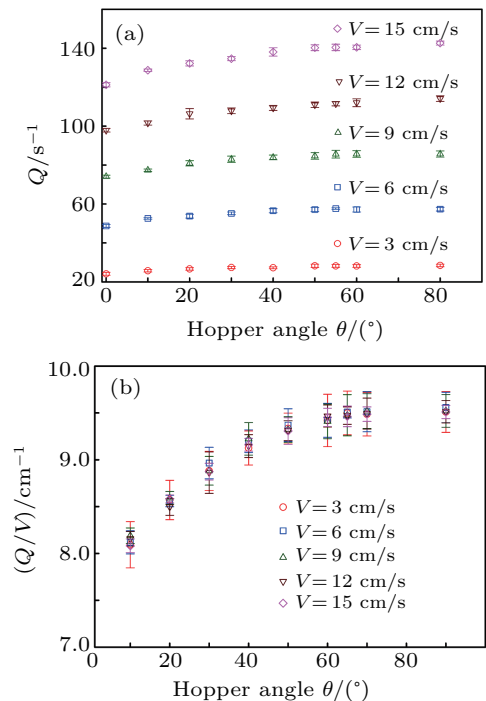 (a)
V = 15 cm/s
V = 12 cm/s
V = 9 cm/s
V = 6 cm/s
V = 3 cm/s
Q/s⁻¹
140
100
60
20
0 20 40 60 80 100
Hopper angle θ/(°)
(b)
V = 3 cm/s
V = 6 cm/s
V = 9 cm/s
V = 12 cm/s
V = 15 cm/s
(Q/V)/cm⁻¹
10.0
9.0
8.0
7.0
0 20 40 60 80 100
Hopper angle θ/(°)